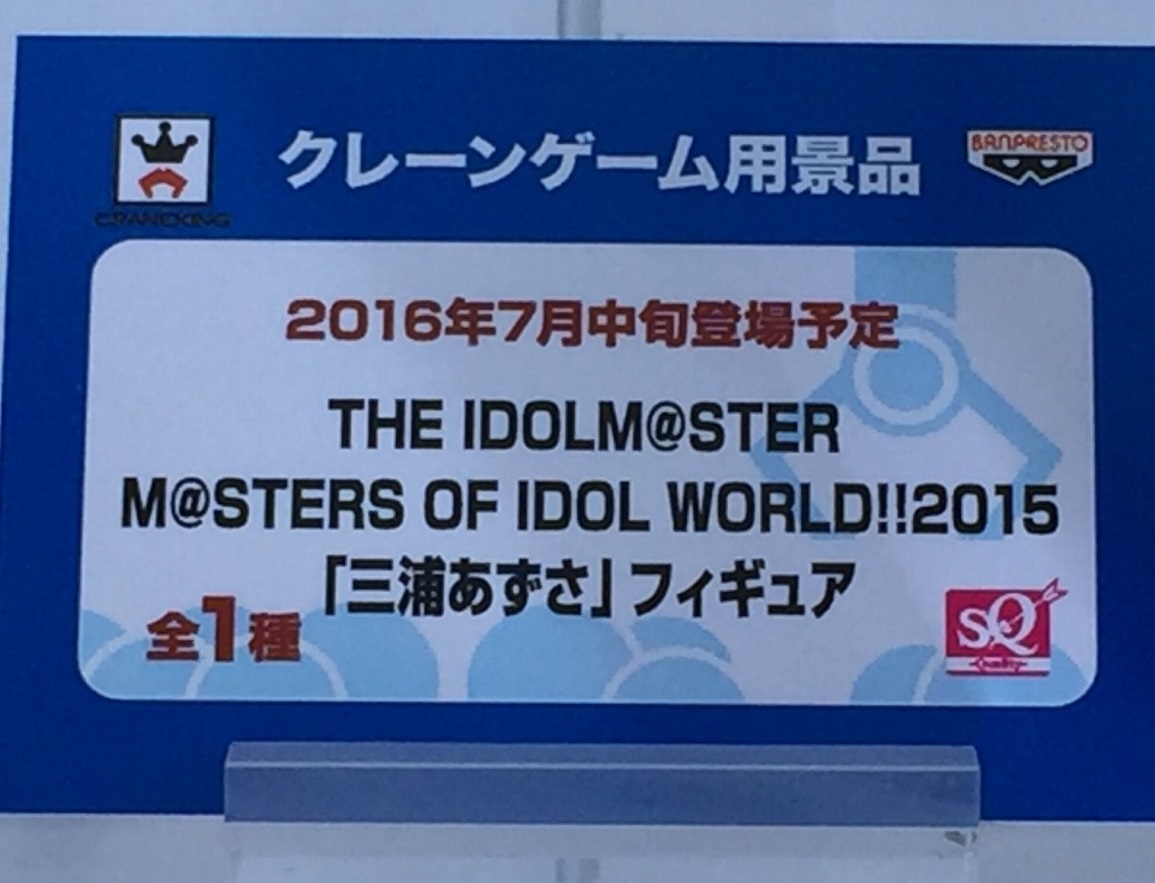 クレーンゲーム用景品
BANPRESTO
CRANEKING
2016年7月中旬登場予定
THE IDOLM@STER
M@STERS OF IDOL WORLD!!2015
「三浦あずさ」フィギュア
全1種
SQ
Quality